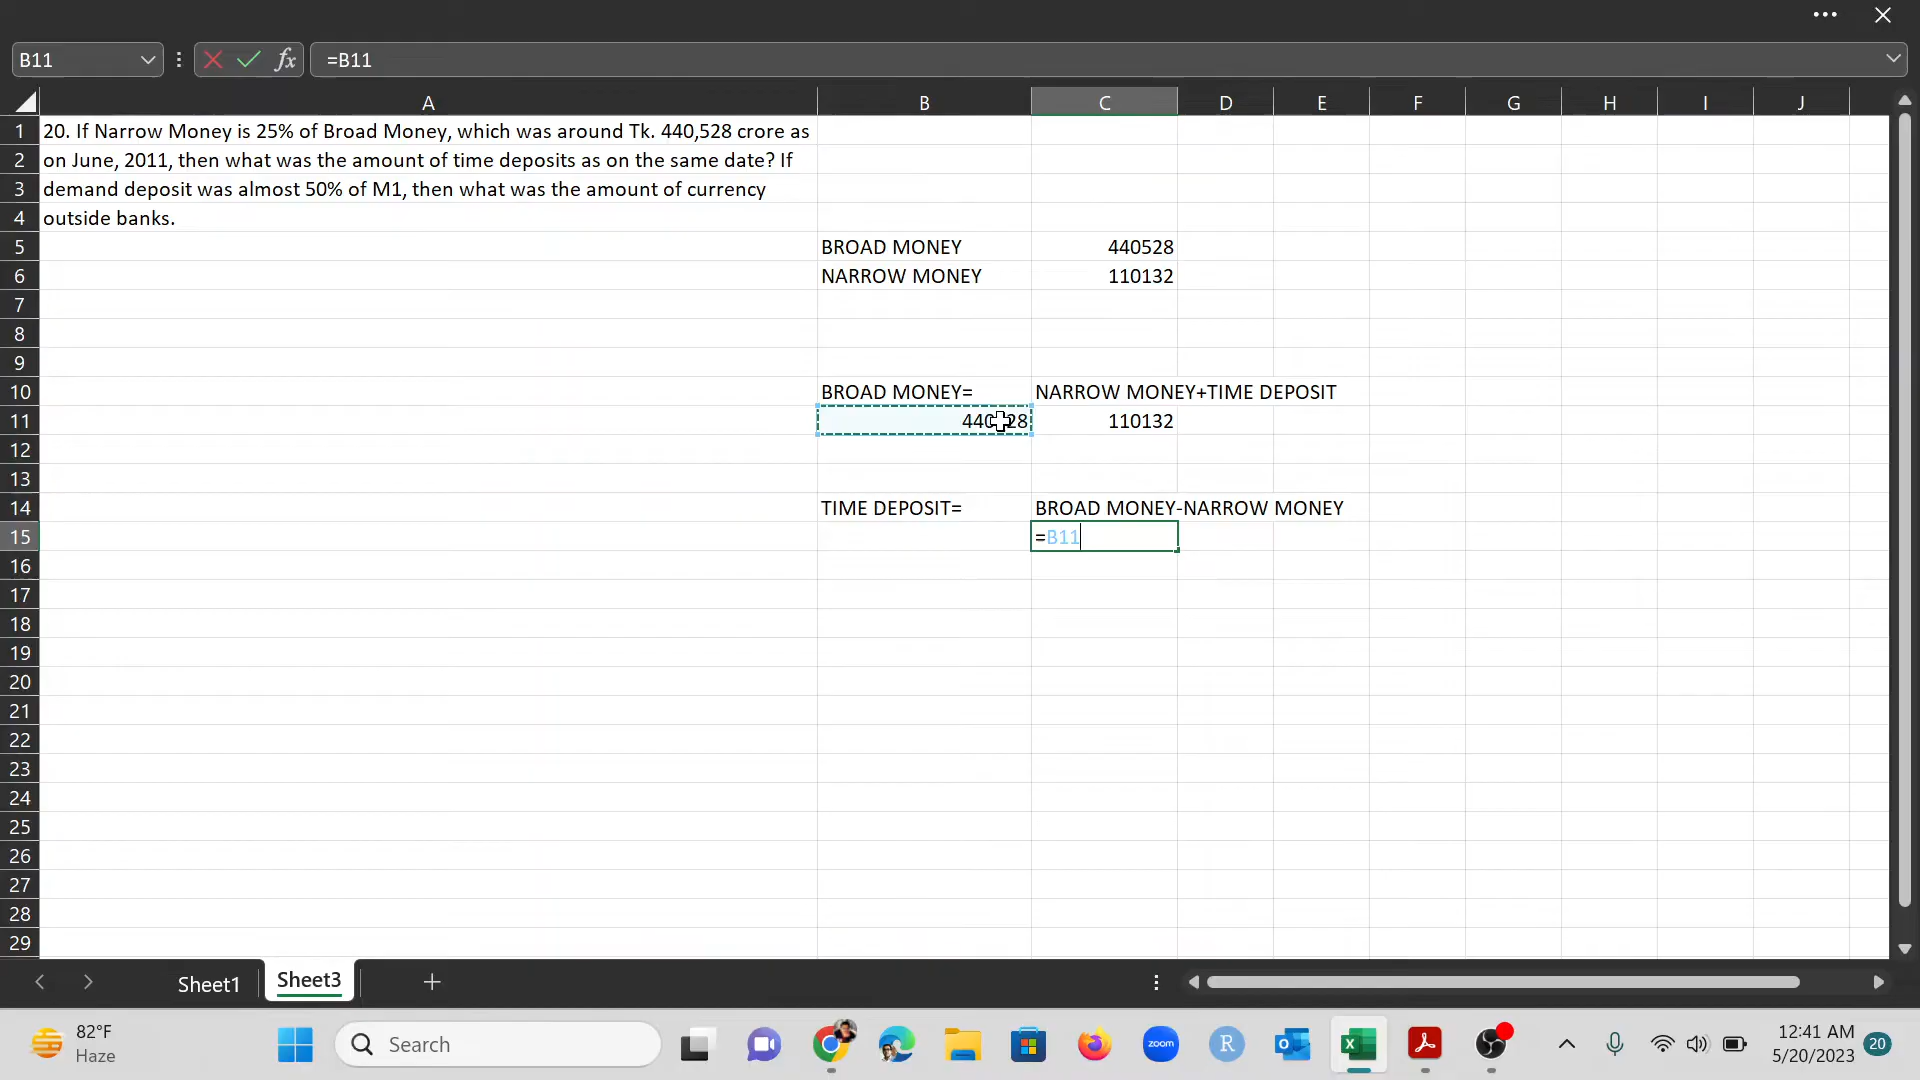 B11
fx
=B11
A B C D E F G H I J
1 20. If Narrow Money is 25% of Broad Money, which was around Tk. 440,528 crore as
2 on June, 2011, then what was the amount of time deposits as on the same date? If
3 demand deposit was almost 50% of M1, then what was the amount of currency
4 outside banks.
5 BROAD MONEY 440528
6 NARROW MONEY 110132
7
8
9
10 BROAD MONEY= NARROW MONEY+TIME DEPOSIT
11 110132
12
13
14 TIME DEPOSIT= BROAD MONEY-NARROW MONEY
15 =B11
16
17
18
19
20
21
22
23
24
25
26
27
28
29
Sheet1 Sheet3
82°F
Haze
Search
zoom
R
12:41 AM
5/20/2023
20